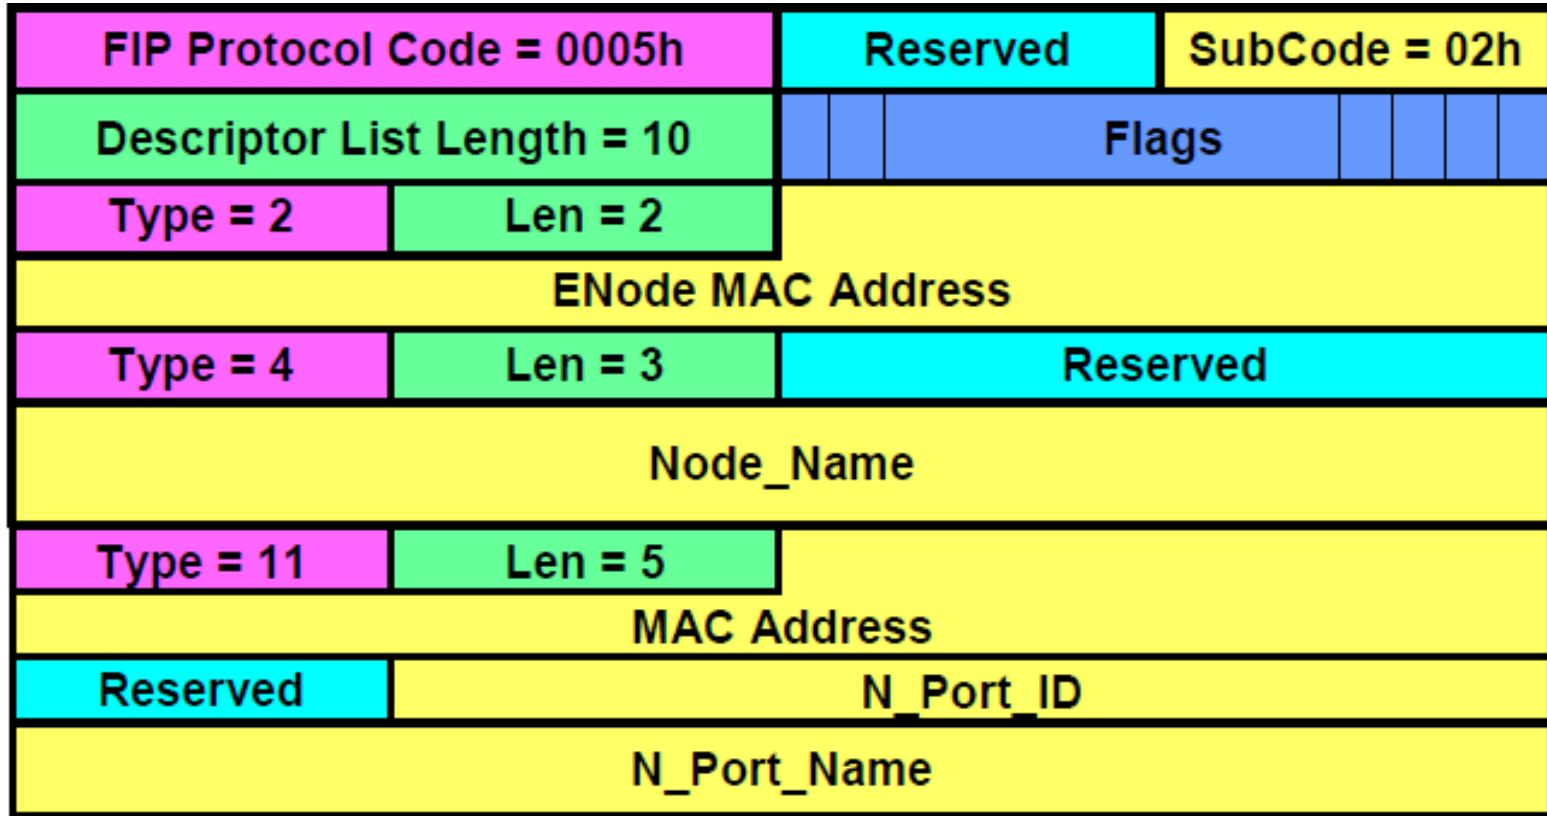 FIP Protocol Code = 0005h Reserved SubCode = 02h
Descriptor List Length = 10 Flags
Type = 2 Len = 2
ENode MAC Address
Type = 4 Len = 3 Reserved
Node_Name
Type = 11 Len = 5
MAC Address
Reserved N_Port_ID
N_Port_Name